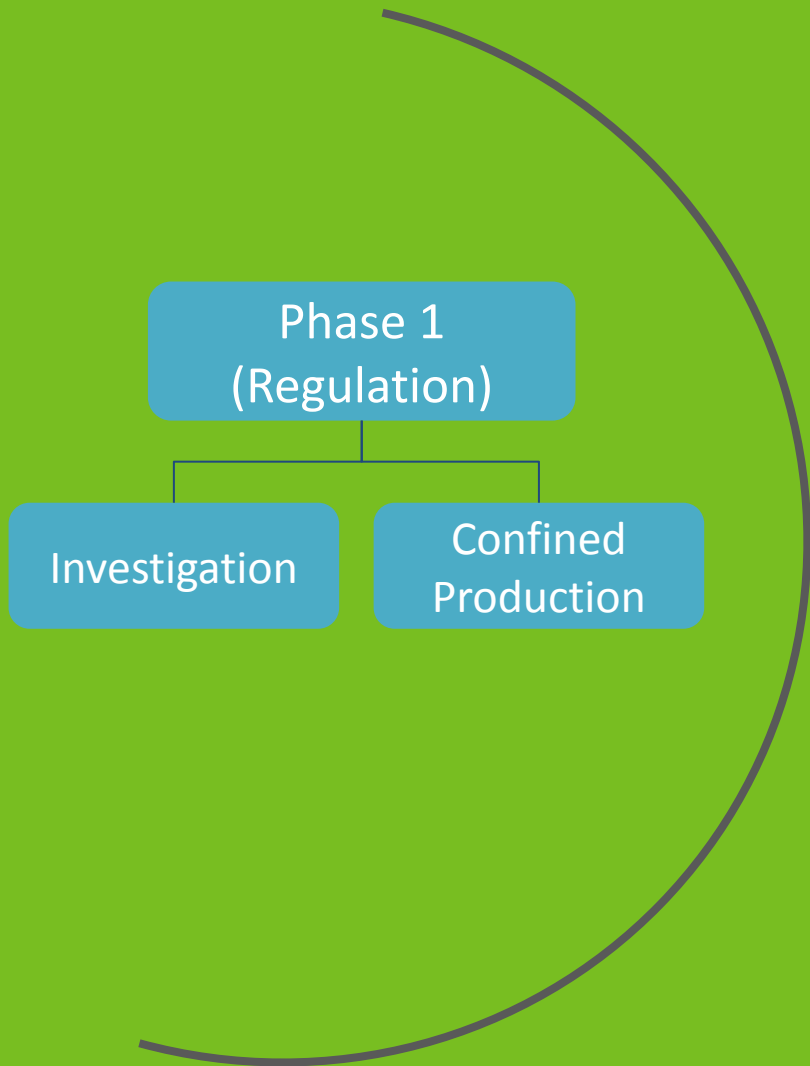 Phase 1
(Regulation)
Investigation
Confined
Production